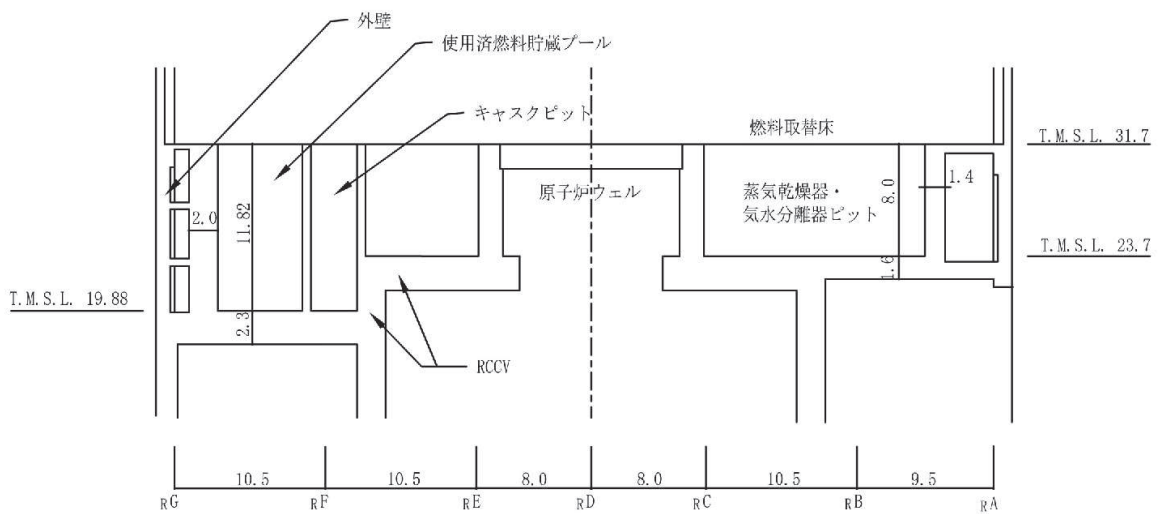 外壁
使用済燃料貯蔵プール
キャスクピット
燃料取替床
T.M.S.L. 31.7
原子炉ウェル
蒸気乾燥器・
気水分離器ピット
8.0
1.4
2.0
11.82
T.M.S.L. 23.7
1.6
T.M.S.L. 19.88
2.3
RCCV
10.5
10.5
8.0
8.0
10.5
9.5
RG
RF
RE
RD
RC
RB
RA